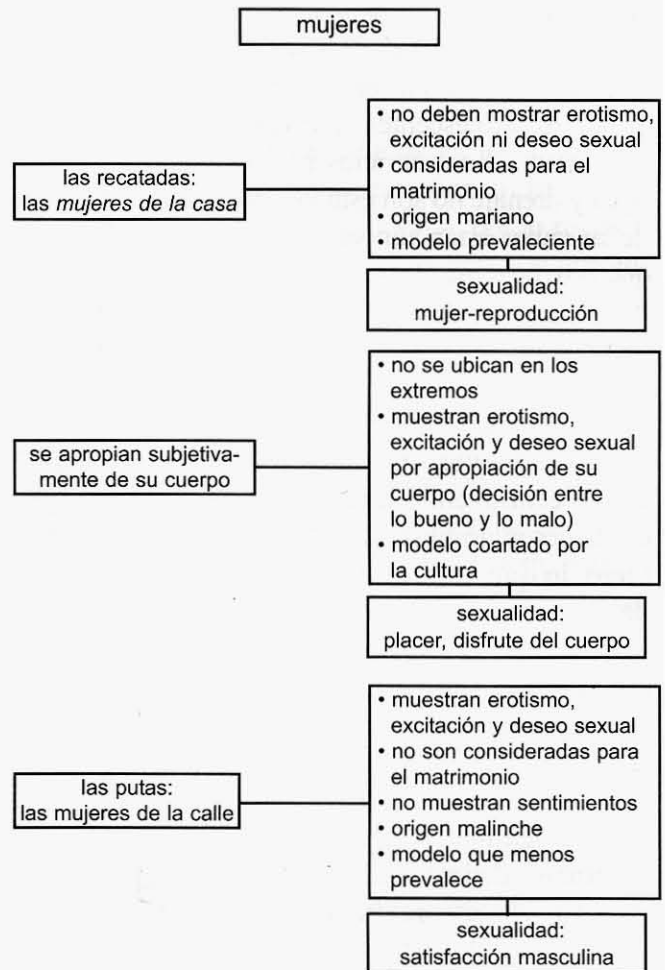 mujeres
las recatadas:
las mujeres de la casa
• no deben mostrar erotismo,
excitación ni deseo sexual
• consideradas para el
matrimonio
• origen mariano
• modelo prevaleciente
sexualidad:
mujer-reproducción
se apropian subjetiva-
mente de su cuerpo
• no se ubican en los
extremos
• muestran erotismo,
excitación y deseo sexual
por apropiación de su
cuerpo (decisión entre
lo bueno y lo malo)
• modelo coartado por
la cultura
sexualidad:
placer, disfrute del cuerpo
las putas:
las mujeres de la calle
• muestran erotismo,
excitación y deseo sexual
• no son consideradas para
el matrimonio
• no muestran sentimientos
• origen malinche
• modelo que menos
prevalece
sexualidad:
satisfacción masculina